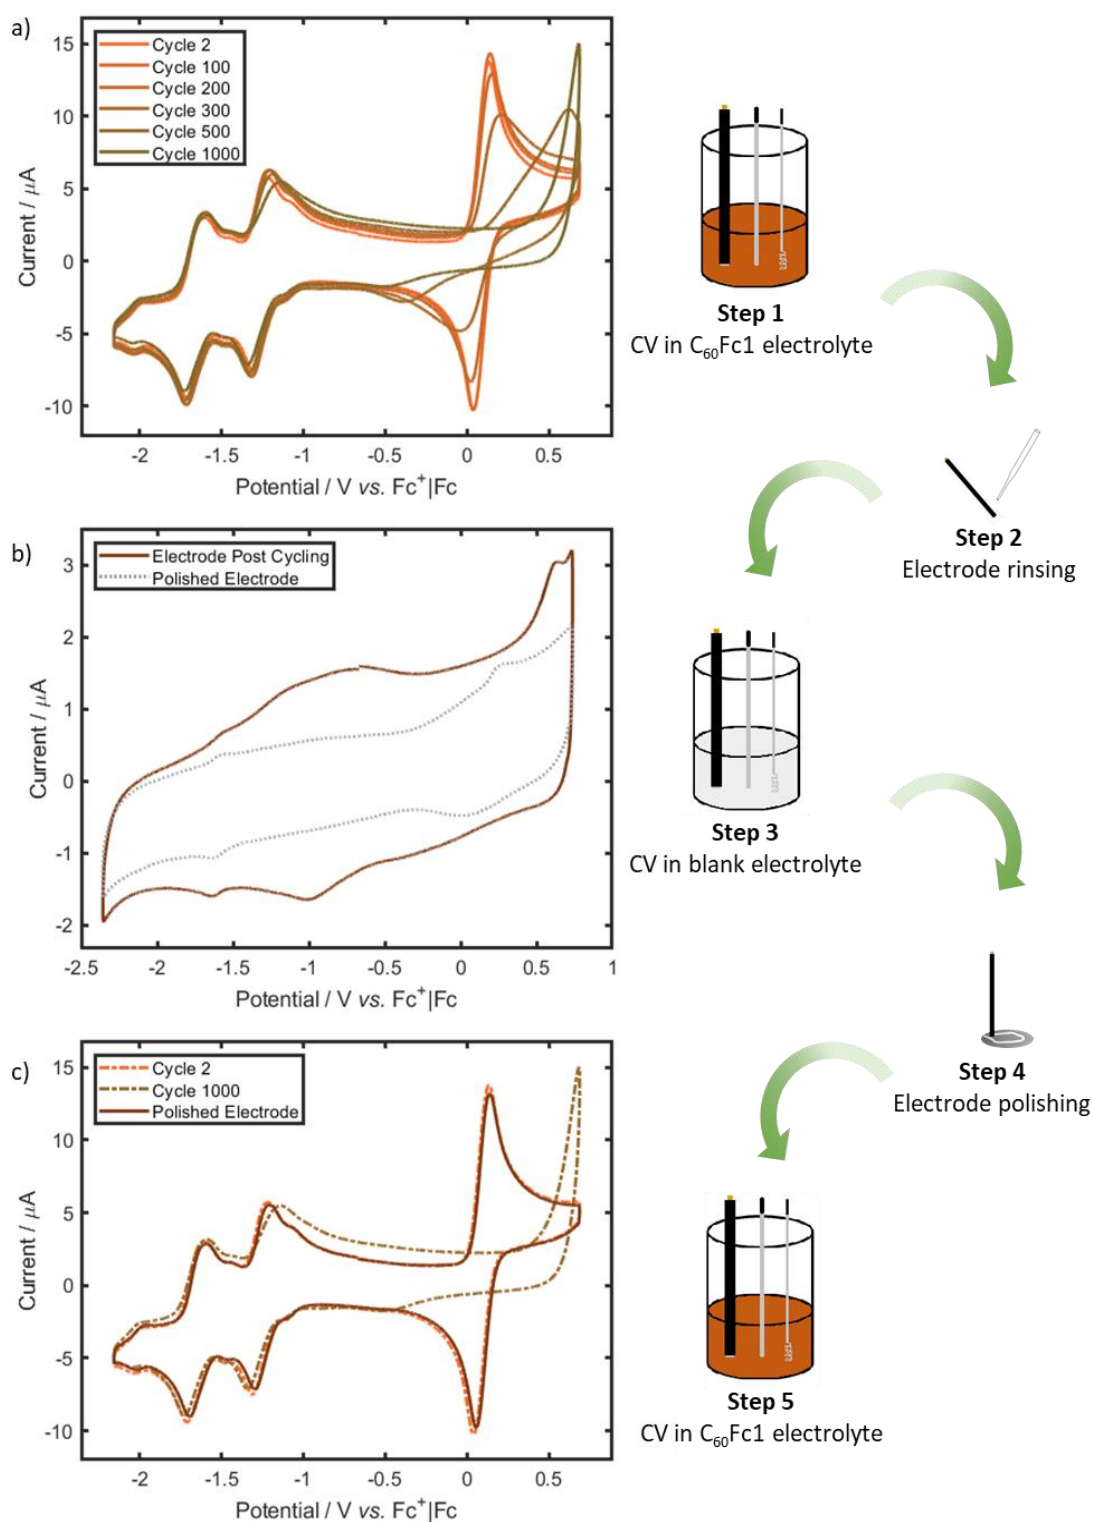 a)
Cycle 2
Cycle 100
Cycle 200
Cycle 300
Cycle 500
Cycle 1000
15
10
5
0
-5
-10
Current / μA
-2
-1.5
-1
-0.5
0
0.5
Potential / V vs. Fc⁺|Fc
Step 1
CV in C₆₀Fc1 electrolyte
Step 2
Electrode rinsing
b)
Electrode Post Cycling
Polished Electrode
3
2
1
0
-1
-2
Current / μA
-2.5
-2
-1.5
-1
-0.5
0
0.5
1
Potential / V vs. Fc⁺|Fc
Step 3
CV in blank electrolyte
Step 4
Electrode polishing
c)
Cycle 2
Cycle 1000
Polished Electrode
15
10
5
0
-5
-10
Current / μA
-2
-1.5
-1
-0.5
0
0.5
Potential / V vs. Fc⁺|Fc
Step 5
CV in C₆₀Fc1 electrolyte